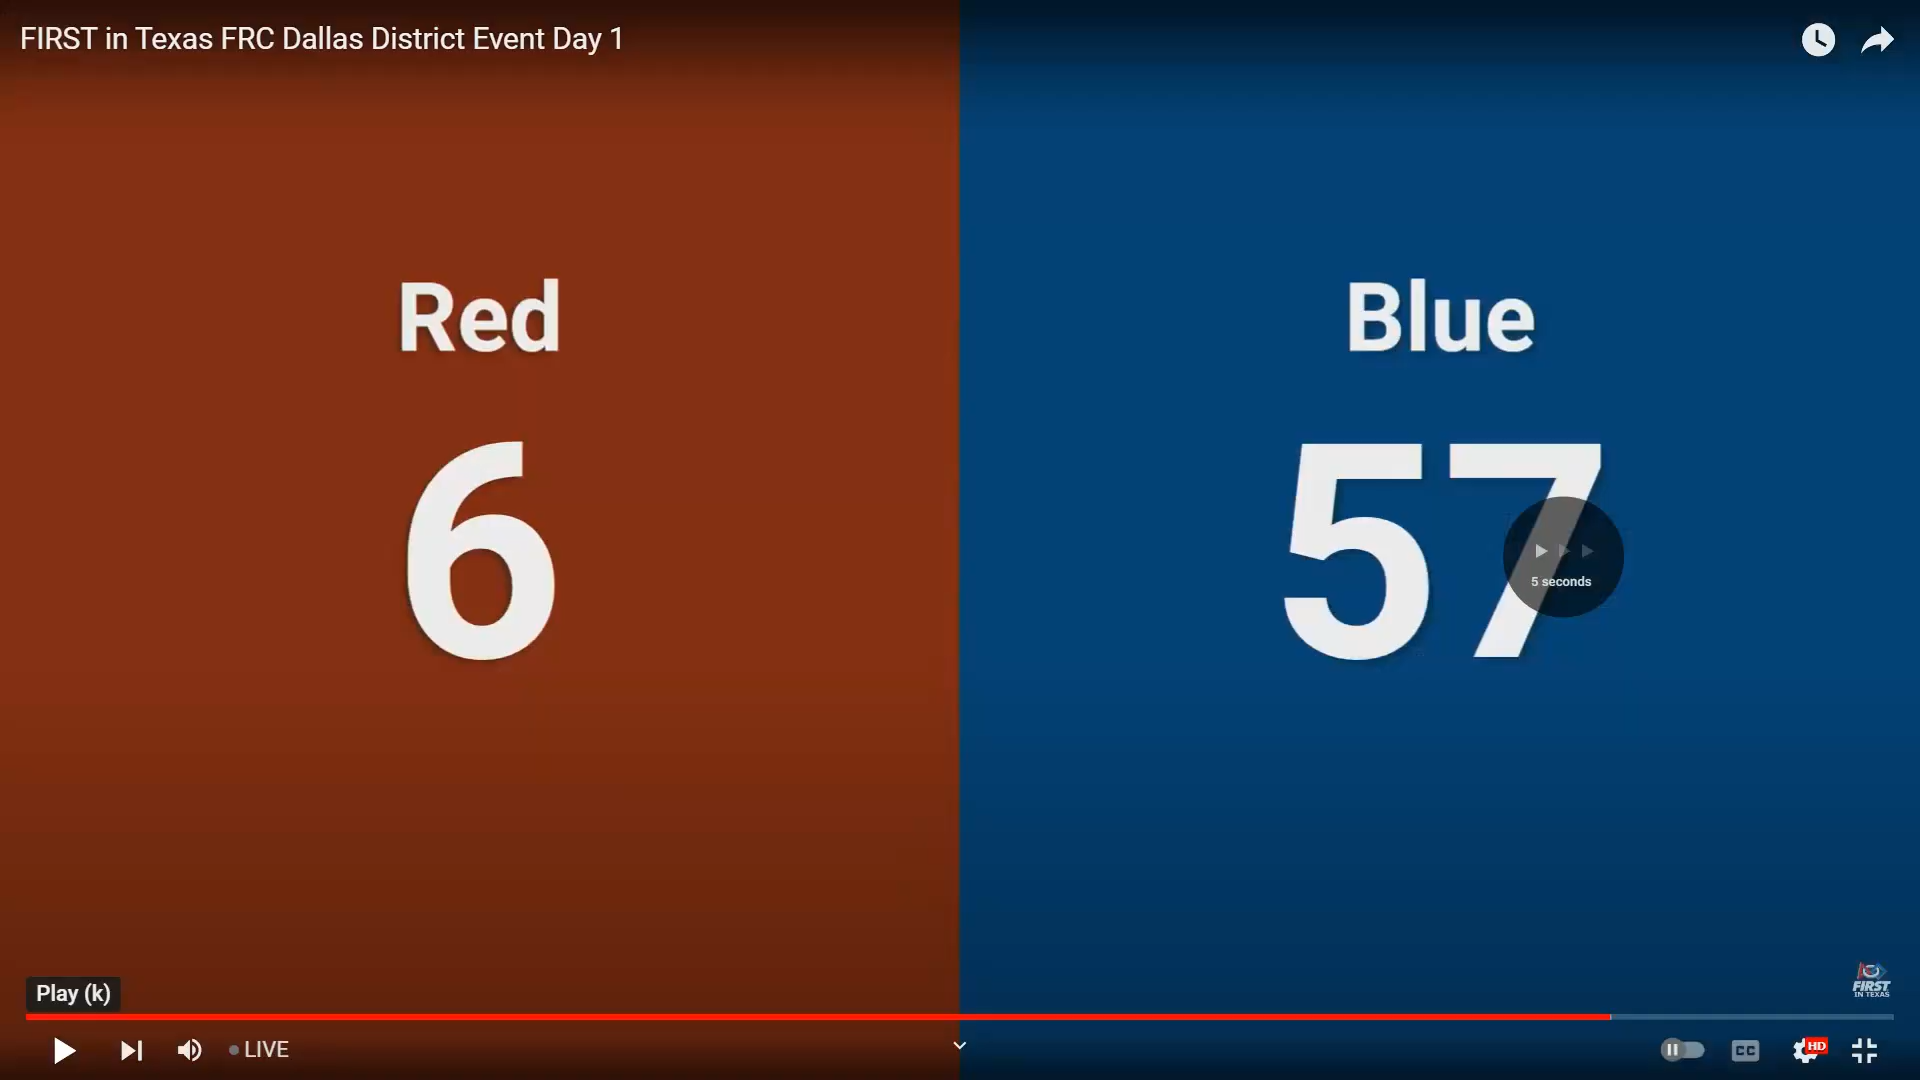 FIRST in Texas FRC Dallas District Event Day 1
Red
Blue
6
57
5 seconds
Play (k)
FIRST
IN TEXAS
LIVE
CC
HD